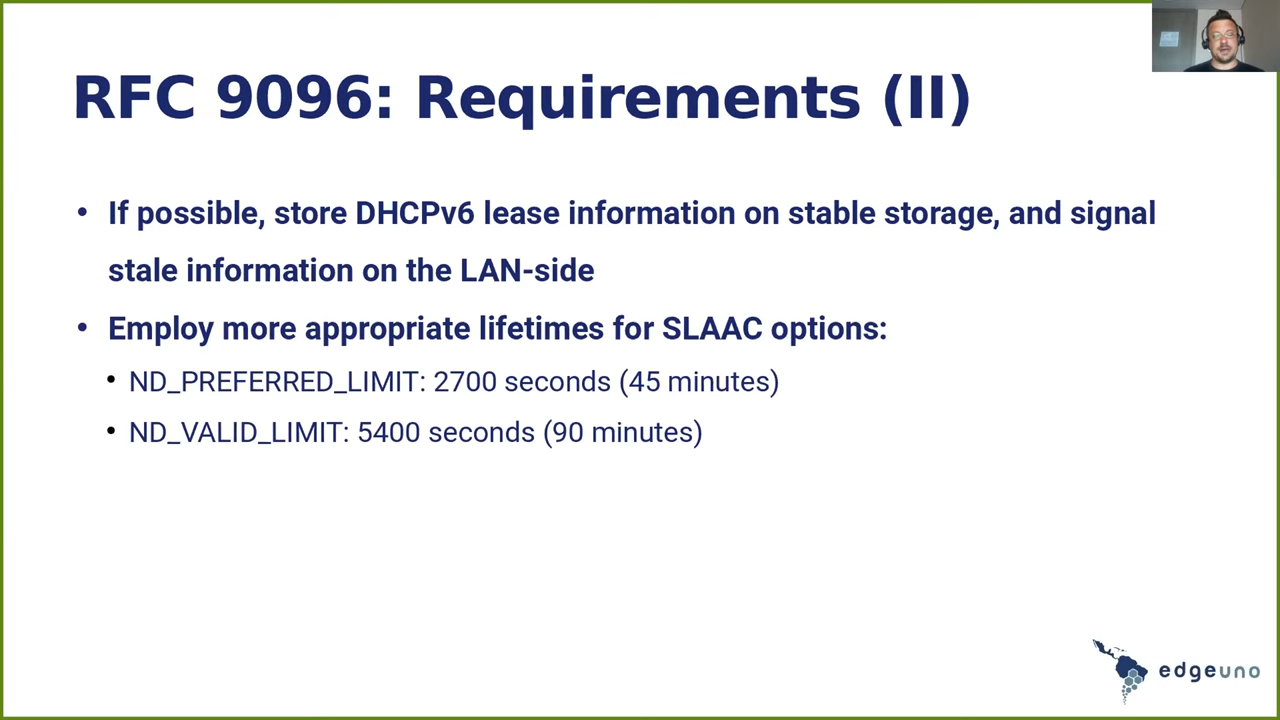 RFC 9096: Requirements (II)
• If possible, store DHCPv6 lease information on stable storage, and signal
stale information on the LAN-side
• Employ more appropriate lifetimes for SLAAC options:
• ND_PREFERRED_LIMIT: 2700 seconds (45 minutes)
• ND_VALID_LIMIT: 5400 seconds (90 minutes)
edgeuno